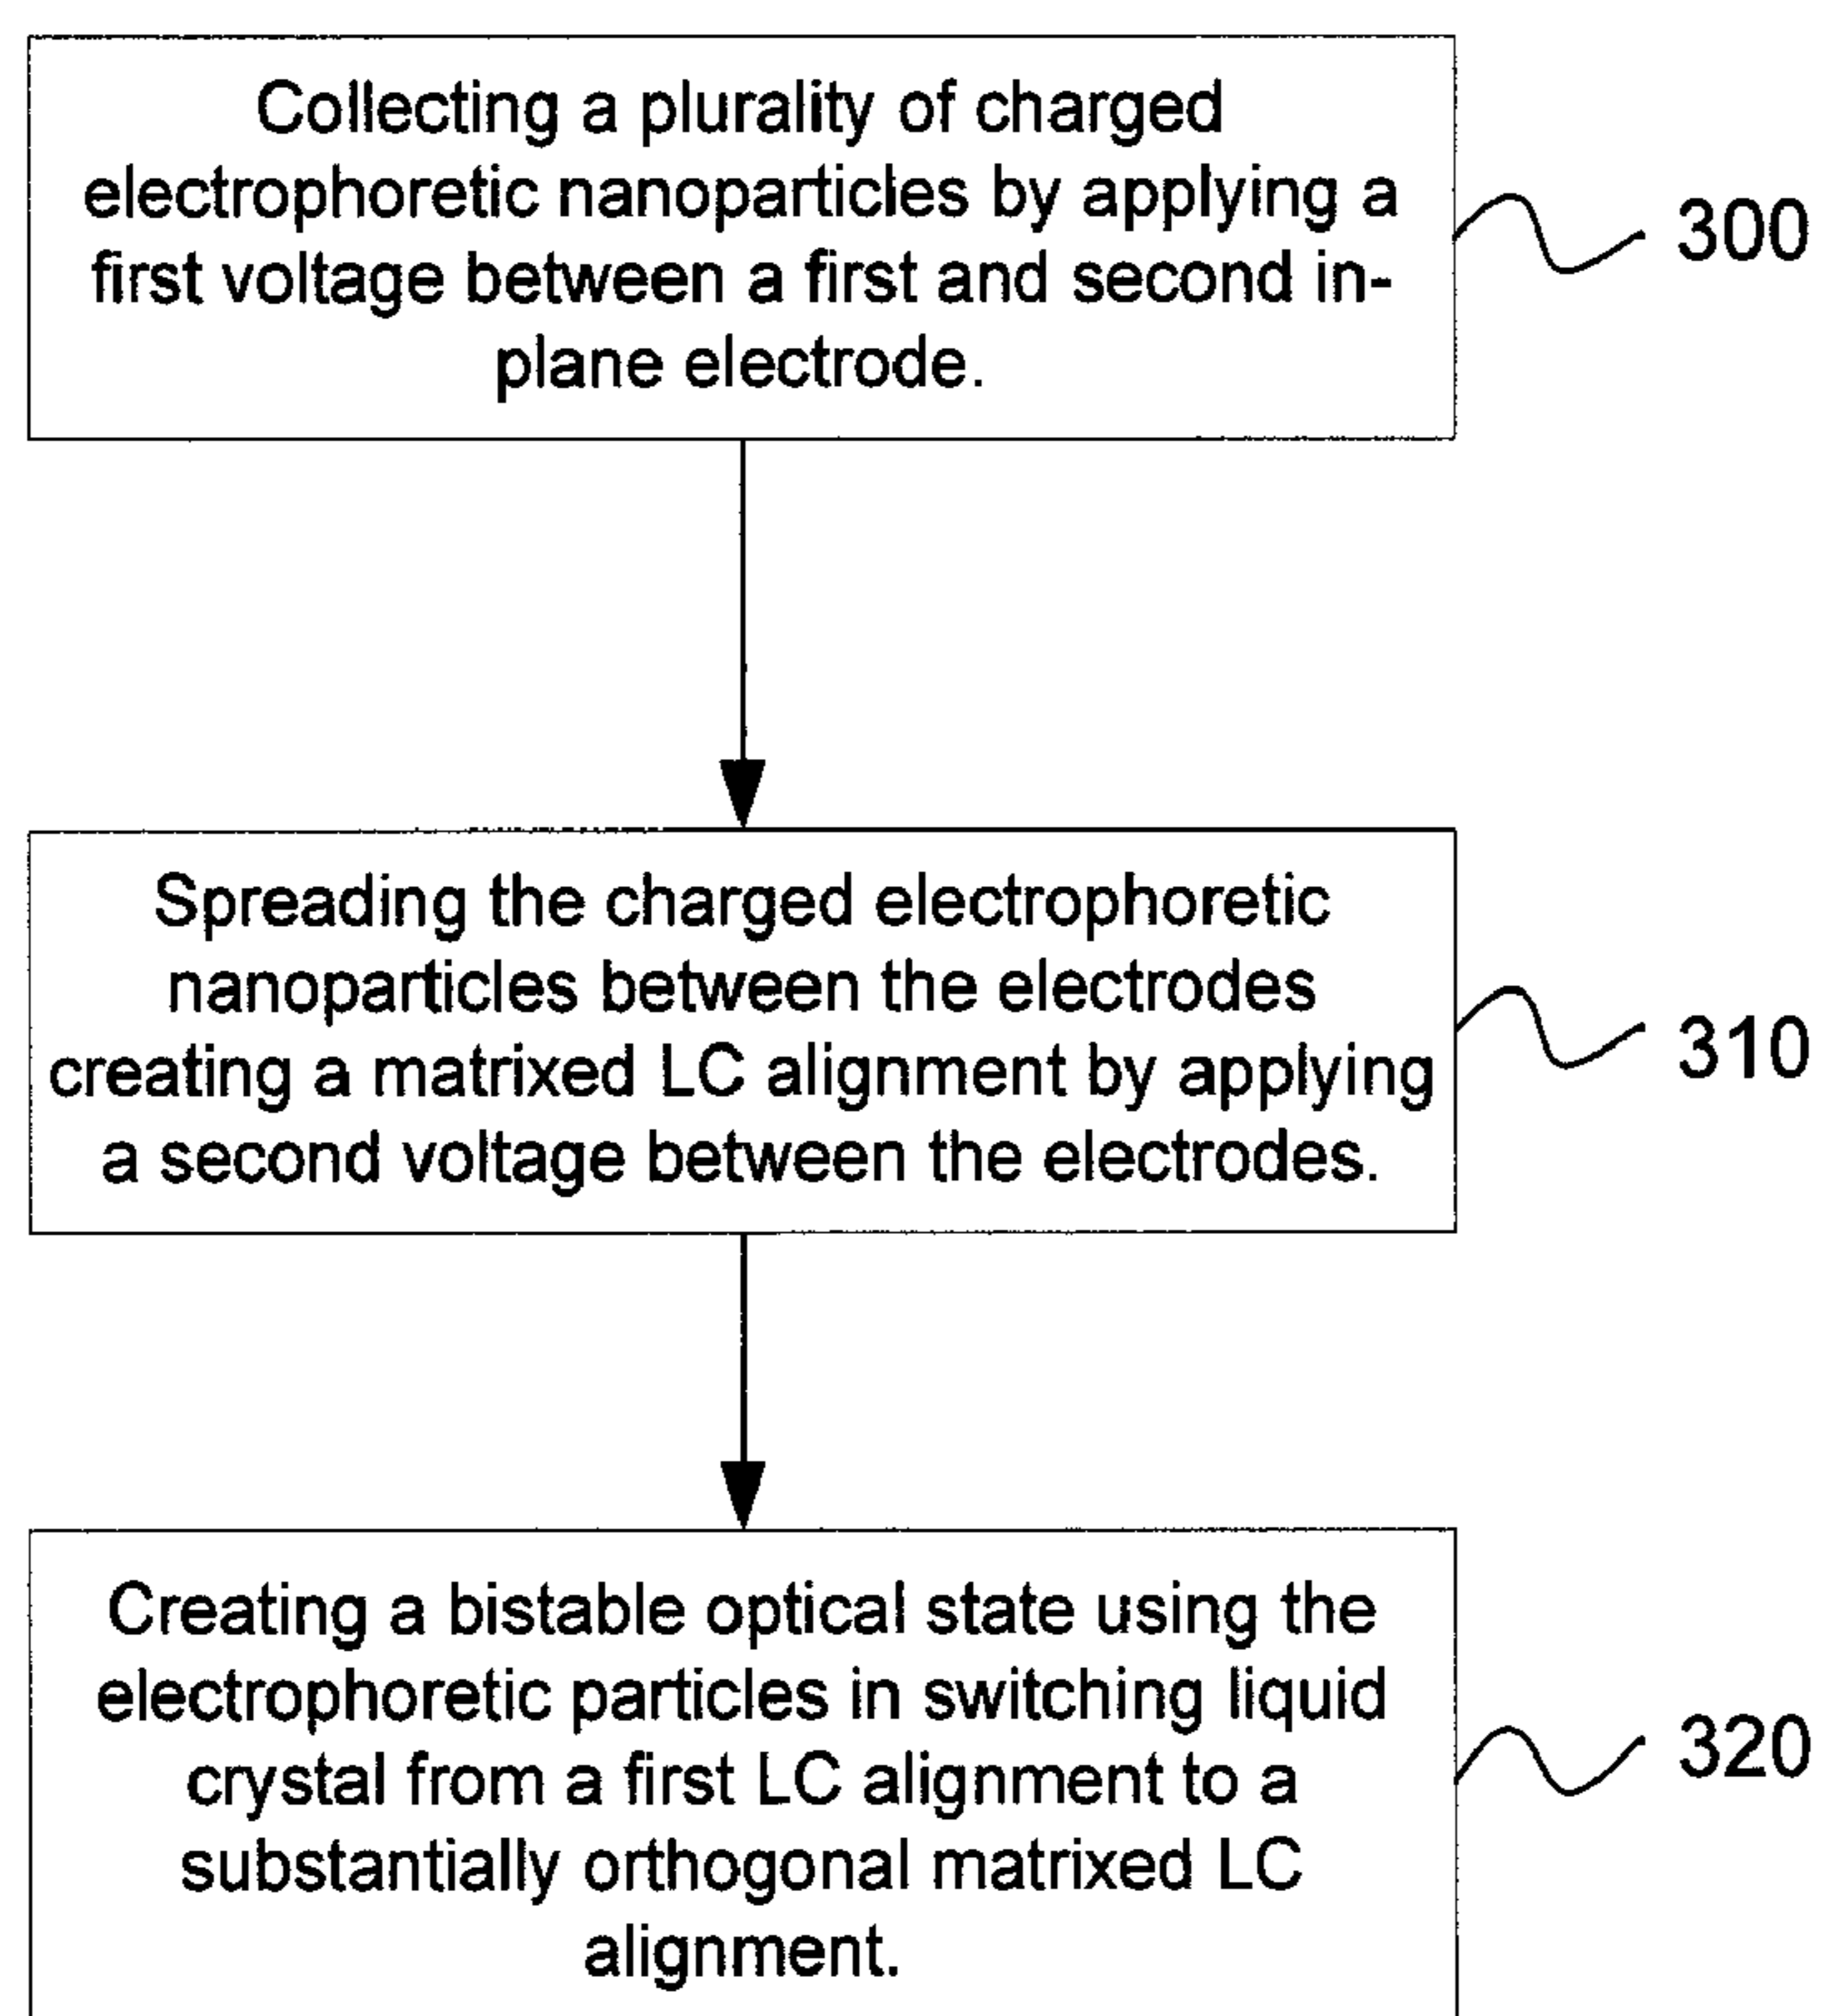 Collecting a plurality of charged
electrophoretic nanoparticles by applying a
first voltage between a first and second in-
plane electrode.
300
Spreading the charged electrophoretic
nanoparticles between the electrodes
creating a matrixed LC alignment by applying
a second voltage between the electrodes.
310
Creating a bistable optical state using the
electrophoretic particles in switching liquid
crystal from a first LC alignment to a
substantially orthogonal matrixed LC
alignment.
320